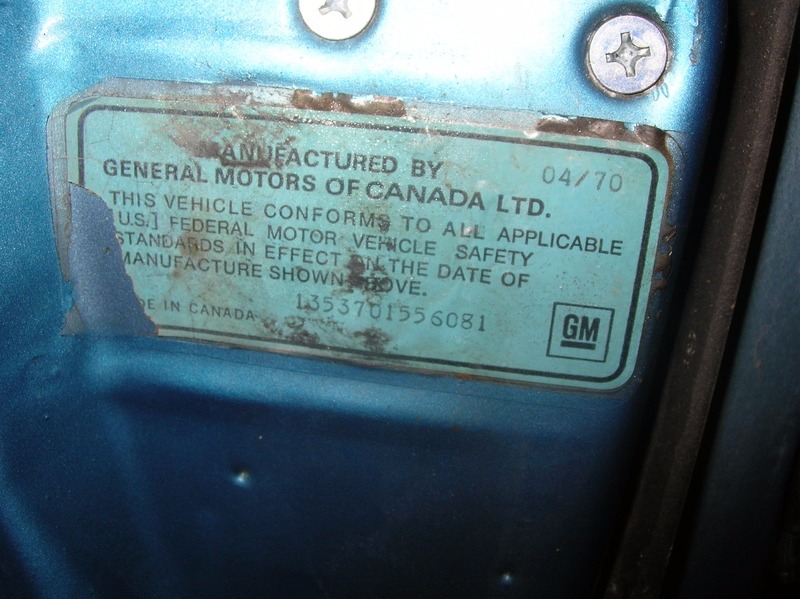 MANUFACTURED BY
04/70
GENERAL MOTORS OF CANADA LTD.
THIS VEHICLE CONFORMS TO ALL APPLICABLE
[U.S.] FEDERAL MOTOR VEHICLE SAFETY
STANDARDS IN EFFECT ON THE DATE OF
MANUFACTURE SHOWN ABOVE.
DE IN CANADA
1353701556081
GM